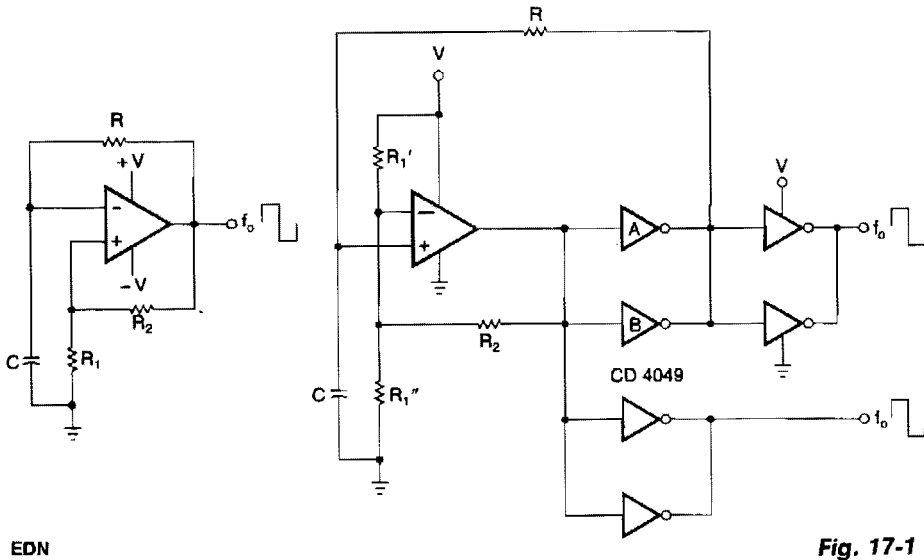 R
+V
-
+
f₀
-V
R₂
C
R₁
R
V
R₁′
−
+
R₂
C
R₁″
A
B
CD 4049
V
f₀
f₀
EDN
Fig. 17-1